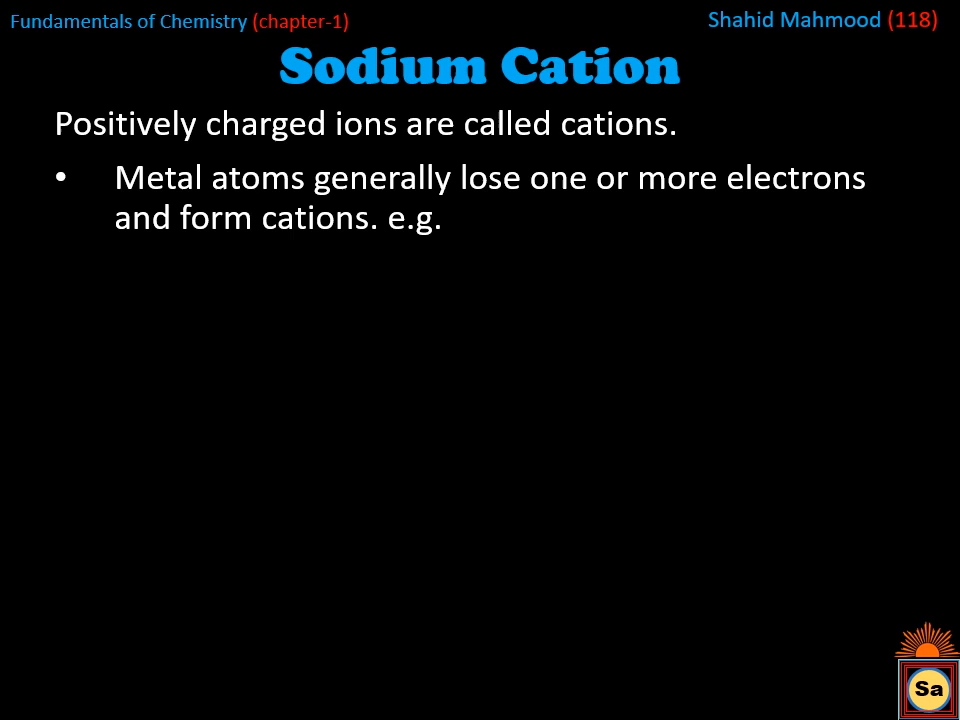 Fundamentals of Chemistry (chapter-1)
Shahid Mahmood (118)
Sodium Cation
Positively charged ions are called cations.
• Metal atoms generally lose one or more electrons
and form cations. e.g.
Sa